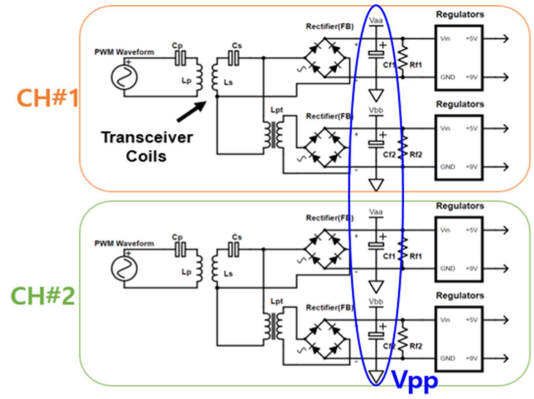 CH#1
PWM Waveform
Cp
Cs
Lp
Ls
Transceiver
Coils
Lpt
Rectifier(FB)
Vaa
Cf1
Rf1
Regulators
Vin
+5V
GND
+9V
Rectifier(FB)
Vbb
Cf2
Rf2
Regulators
Vin
+5V
GND
+9V
CH#2
PWM Waveform
Cp
Cs
Lp
Ls
Lpt
Rectifier(FB)
Vaa
Cf1
Rf1
Regulators
Vin
+5V
GND
+9V
Rectifier(FB)
Vbb
Cf2
Rf2
Regulators
Vin
+5V
GND
+9V
Vpp